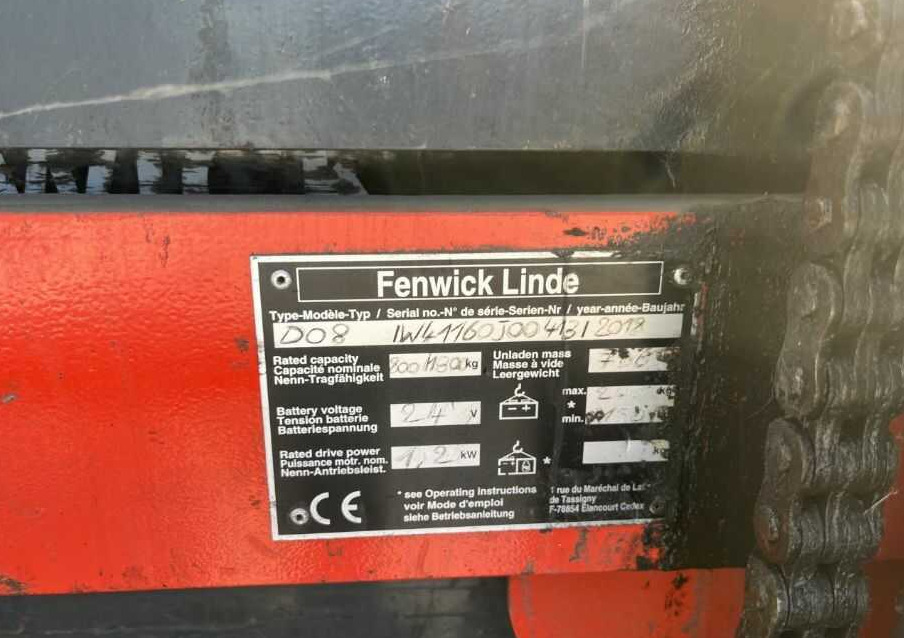 Fenwick Linde
Type-Modèle-Typ / Serial no.-N° de série-Serien-Nr / year-année-Baujahr
D08 1W41160J00413 / 2018
Rated capacity
Capacité nominale
Nenn-Tragfähigkeit
kg
Unladen mass
Masse à vide
Leergewicht
Battery voltage
Tension batterie
Batteriespannung
24 V
max.
*
min.
Rated drive power
Puissance motr. nom.
Nenn-Antriebsleist.
1,2 kW
*
* see Operating instructions
voir Mode d'emploi
siehe Betriebsanleitung
1 rue du Maréchal de
de Tassigny
F-78854 Élancourt Cedex
CE